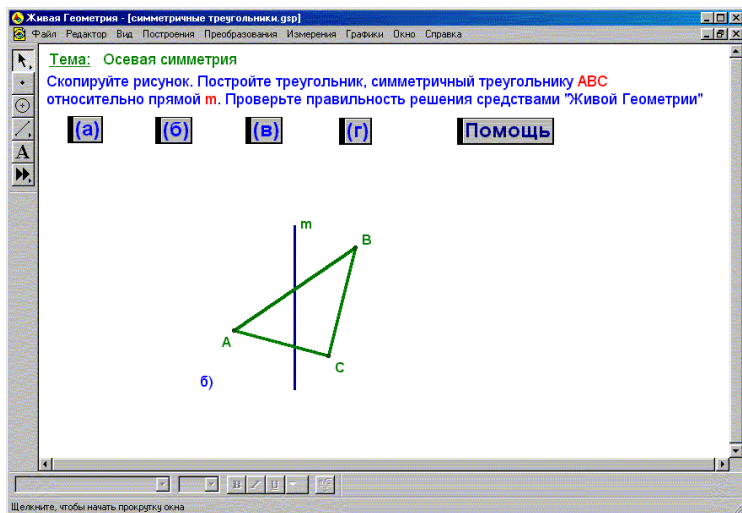 Живая Геометрия - [симметричные треугольники.gsp]
Файл Редактор Вид Построения Преобразования Измерения Графики Окно Справка
Тема: Осевая симметрия
Скопируйте рисунок. Постройте треугольник, симметричный треугольнику ABC
относительно прямой m. Проверьте правильность решения средствами "Живой Геометрии"
(а) (б) (в) (г) Помощь
A
m
B
A
C
б)
B I U
Щелкните, чтобы начать прокрутку окна